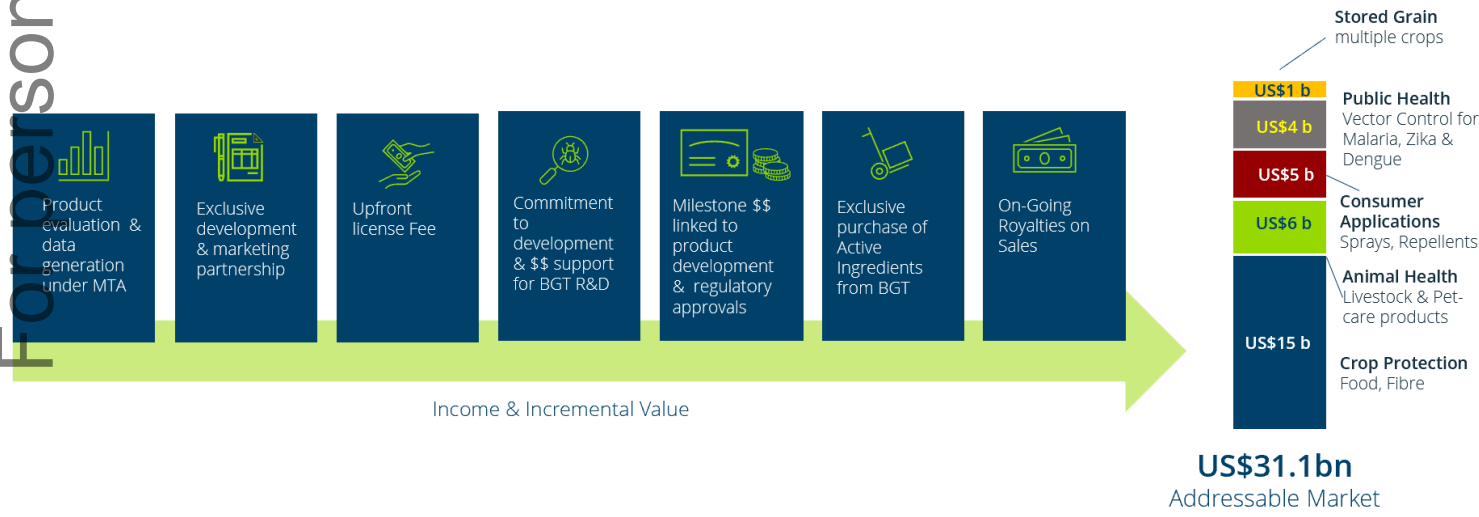 For person
Product
evaluation &
data
generation
under MTA
Exclusive
development
& marketing
partnership
Upfront
license Fee
Commitment
to
development
& $$ support
for BGT R&D
Milestone $$
linked to
product
development
& regulatory
approvals
Exclusive
purchase of
Active
Ingredients
from BGT
On-Going
Royalties on
Sales
Income & Incremental Value
Stored Grain
multiple crops
US$1 b
Public Health
Vector Control for
Malaria, Zika &
Dengue
US$4 b
US$5 b
Consumer
Applications
Sprays, Repellents
US$6 b
Animal Health
Livestock & Pet-
care products
US$15 b
Crop Protection
Food, Fibre
US$31.1bn
Addressable Market